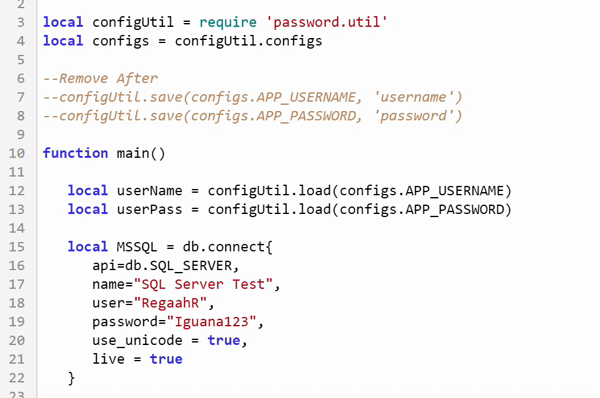 2
3 local configUtil = require 'password.util'
4 local configs = configUtil.configs
5
6 --Remove After
7 --configUtil.save(configs.APP_USERNAME, 'username')
8 --configUtil.save(configs.APP_PASSWORD, 'password')
9
10 function main()
11
12 local userName = configUtil.load(configs.APP_USERNAME)
13 local userPass = configUtil.load(configs.APP_PASSWORD)
14
15 local MSSQL = db.connect{
16 api=db.SQL_SERVER,
17 name="SQL Server Test",
18 user="RegaahR",
19 password="Iguana123",
20 use_unicode = true,
21 live = true
22 }
23